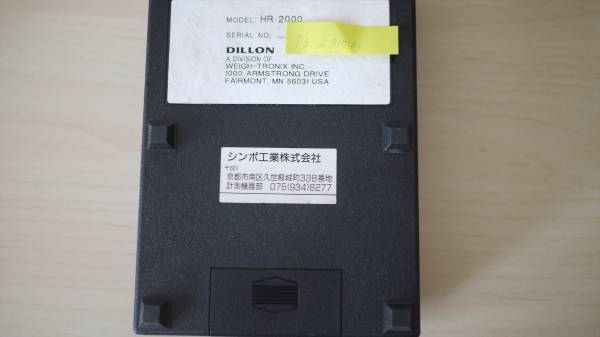 MODEL: HR-2000
SERIAL NO:
DILLON
A DIVISION OF
WEIGH-TRONIX INC.
1000 ARMSTRONG DRIVE
FAIRMONT, MN 56031 USA
シンポ工業株式会社
〒601
京都市南区久世殿城町338番地
計測機器部 075(934)8277